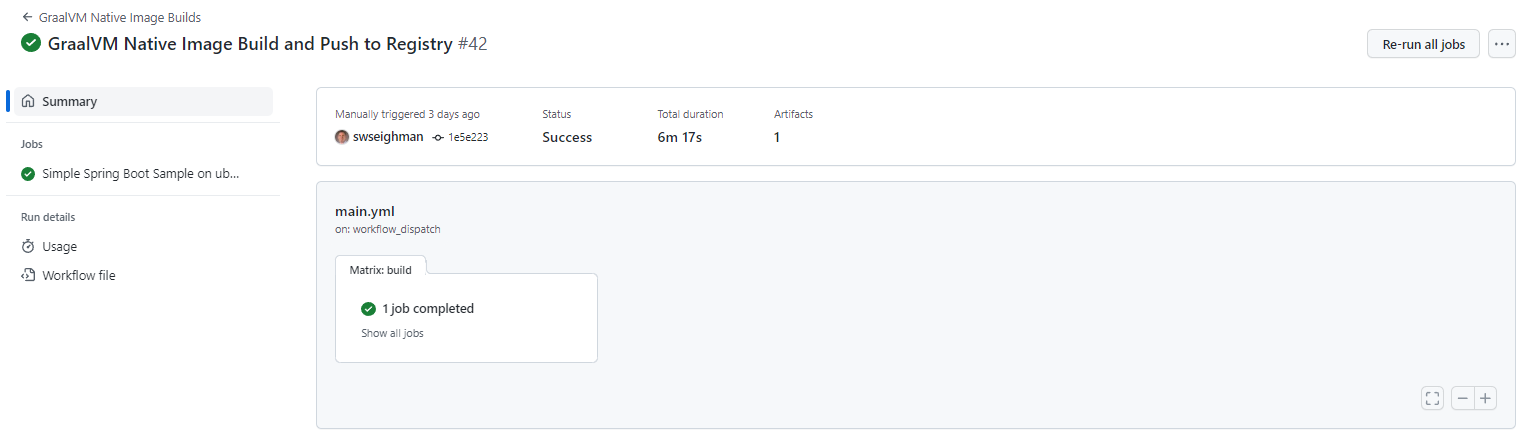 GraalVM Native Image Builds
GraalVM Native Image Build and Push to Registry #42
Re-run all jobs
Summary
Jobs
Simple Spring Boot Sample on ub...
Run details
Usage
Workflow file
Manually triggered 3 days ago
swseighman 1e5e223
Status
Success
Total duration
6m 17s
Artifacts
1
main.yml
on: workflow_dispatch
Matrix: build
1 job completed
Show all jobs